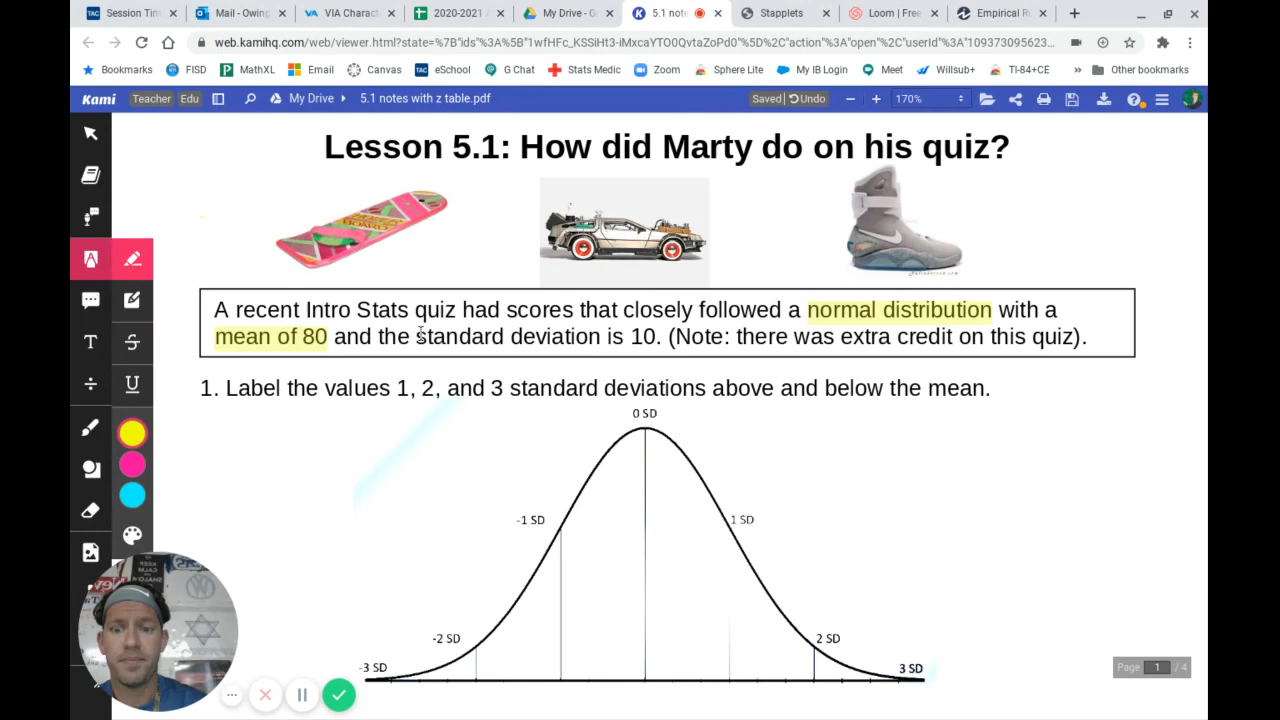 Session Tim
Mail - Owing
VIA Charact
2020-2021 A
My Drive - Go
5.1 note
Stapplets
Loom | Free
Empirical R
web.kamihq.com/web/viewer.html?state=%7B"ids"%3A%5B"1wfHFc_KSSiHt3-iMxcaYTO0QvtaZoPd0"%5D%2C"action"%3A"open"%2C"userId"%3A"109373095623...
Bookmarks FISD MathXL Email Canvas eSchool G Chat Stats Medic Zoom Sphere Lite My IB Login Meet Willsub+ TI-84+CE » Other bookmarks
Kami Teacher Edu My Drive 5.1 notes with z table.pdf Saved Undo 170%
Lesson 5.1: How did Marty do on his quiz?
A recent Intro Stats quiz had scores that closely followed a normal distribution with a
mean of 80 and the standard deviation is 10. (Note: there was extra credit on this quiz).
1. Label the values 1, 2, and 3 standard deviations above and below the mean.
0 SD
-1 SD
1 SD
-2 SD
2 SD
-3 SD
3 SD
Page 1 / 4